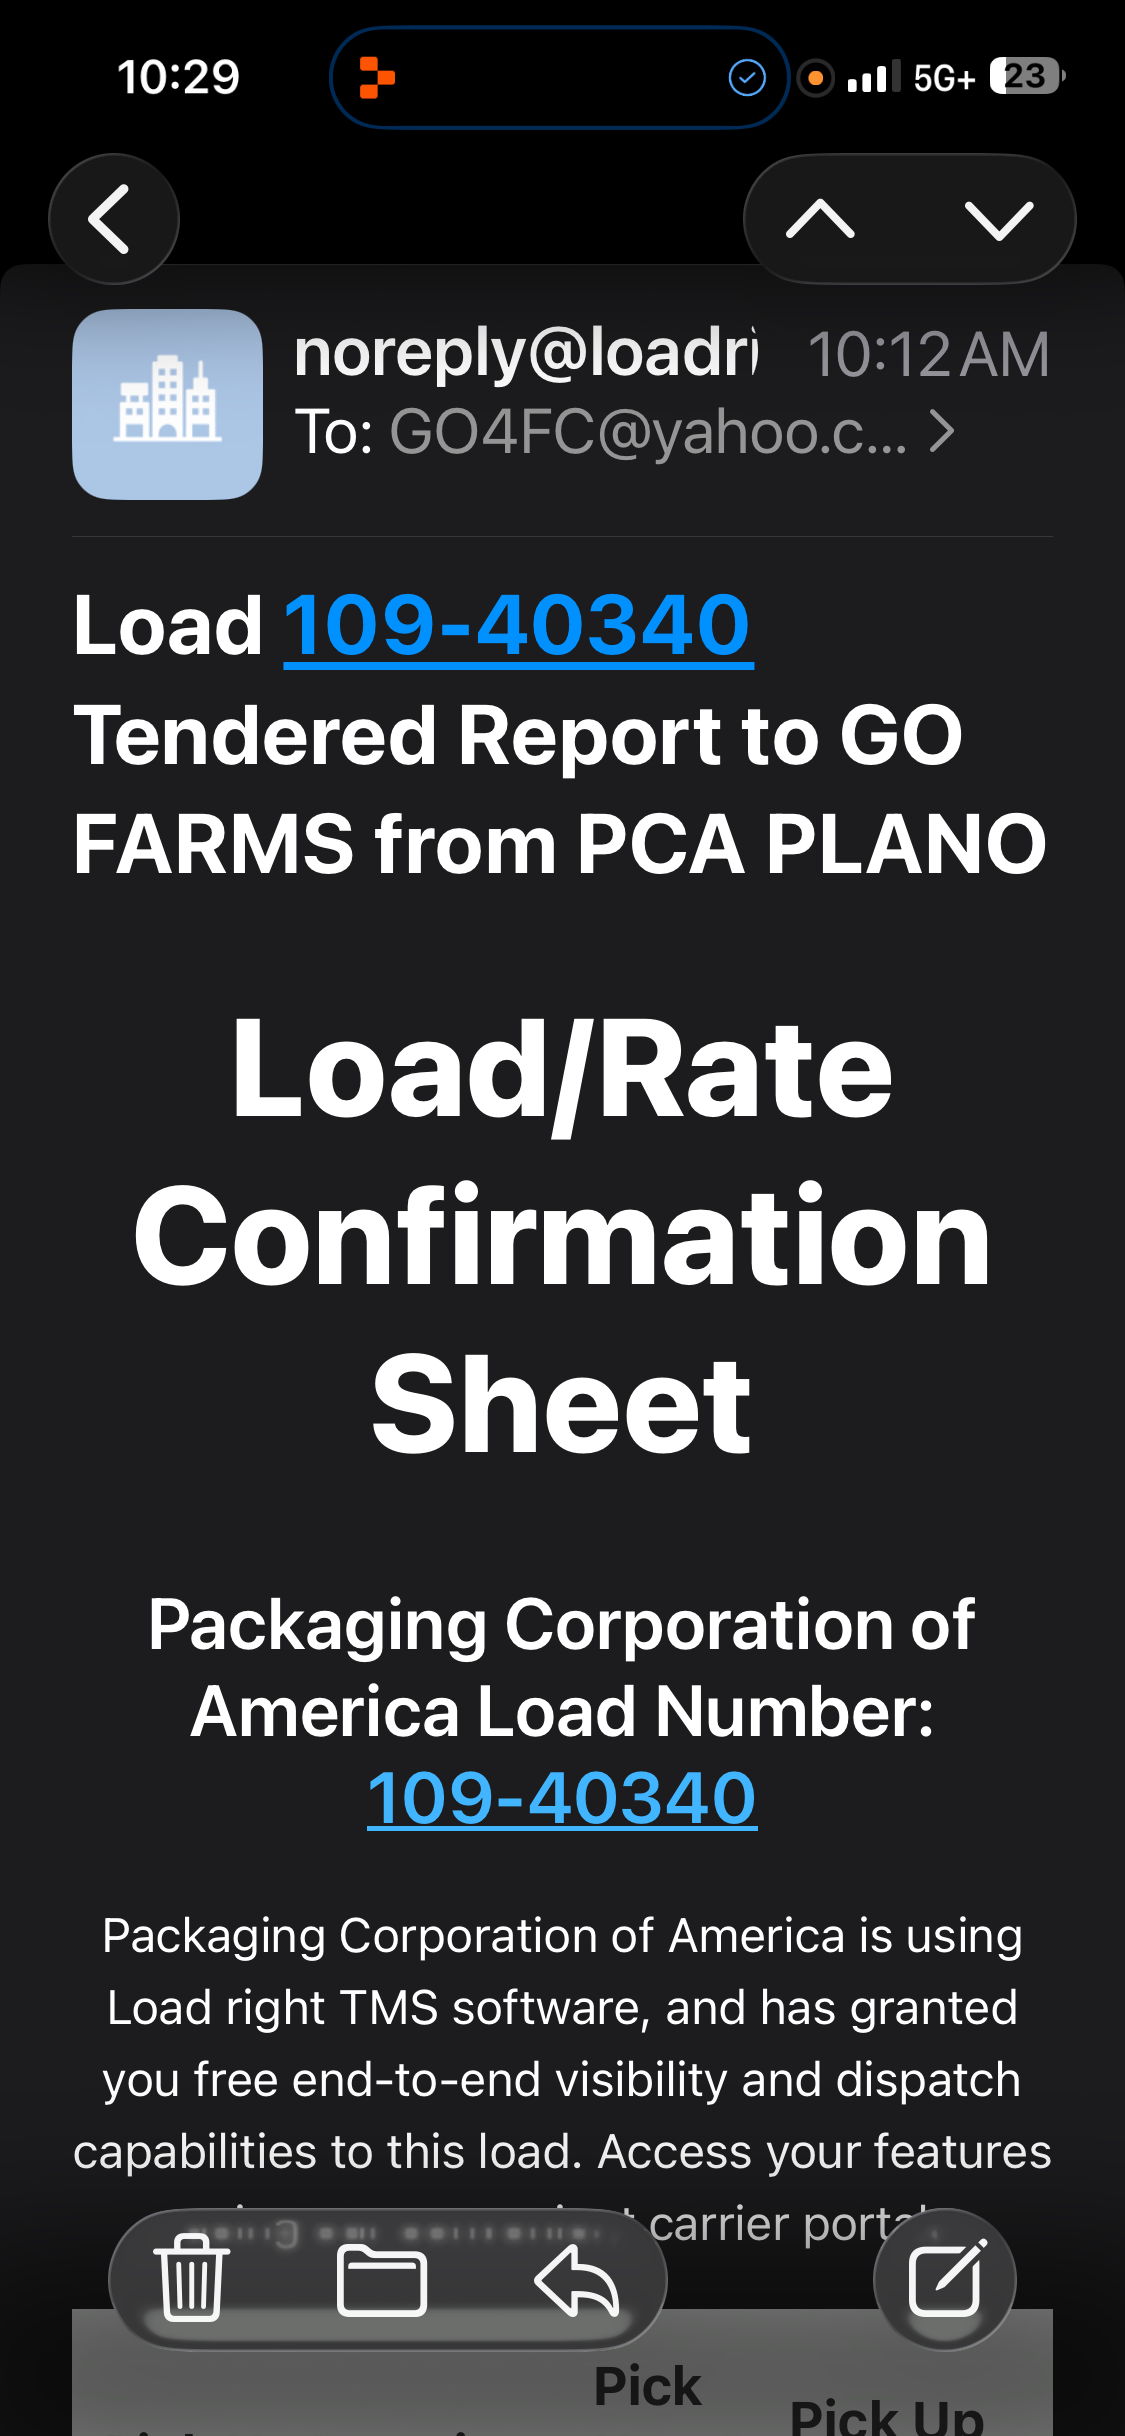 10:29
5G+
23
noreply@loadri
10:12 AM
To: GO4FC@yahoo.c...
Load 109-40340
Tendered Report to GO
FARMS from PCA PLANO
Load/Rate
Confirmation
Sheet
Packaging Corporation of
America Load Number:
109-40340
Packaging Corporation of America is using
Load right TMS software, and has granted
you free end-to-end visibility and dispatch
capabilities to this load. Access your features
carrier
Pick
Pick Up